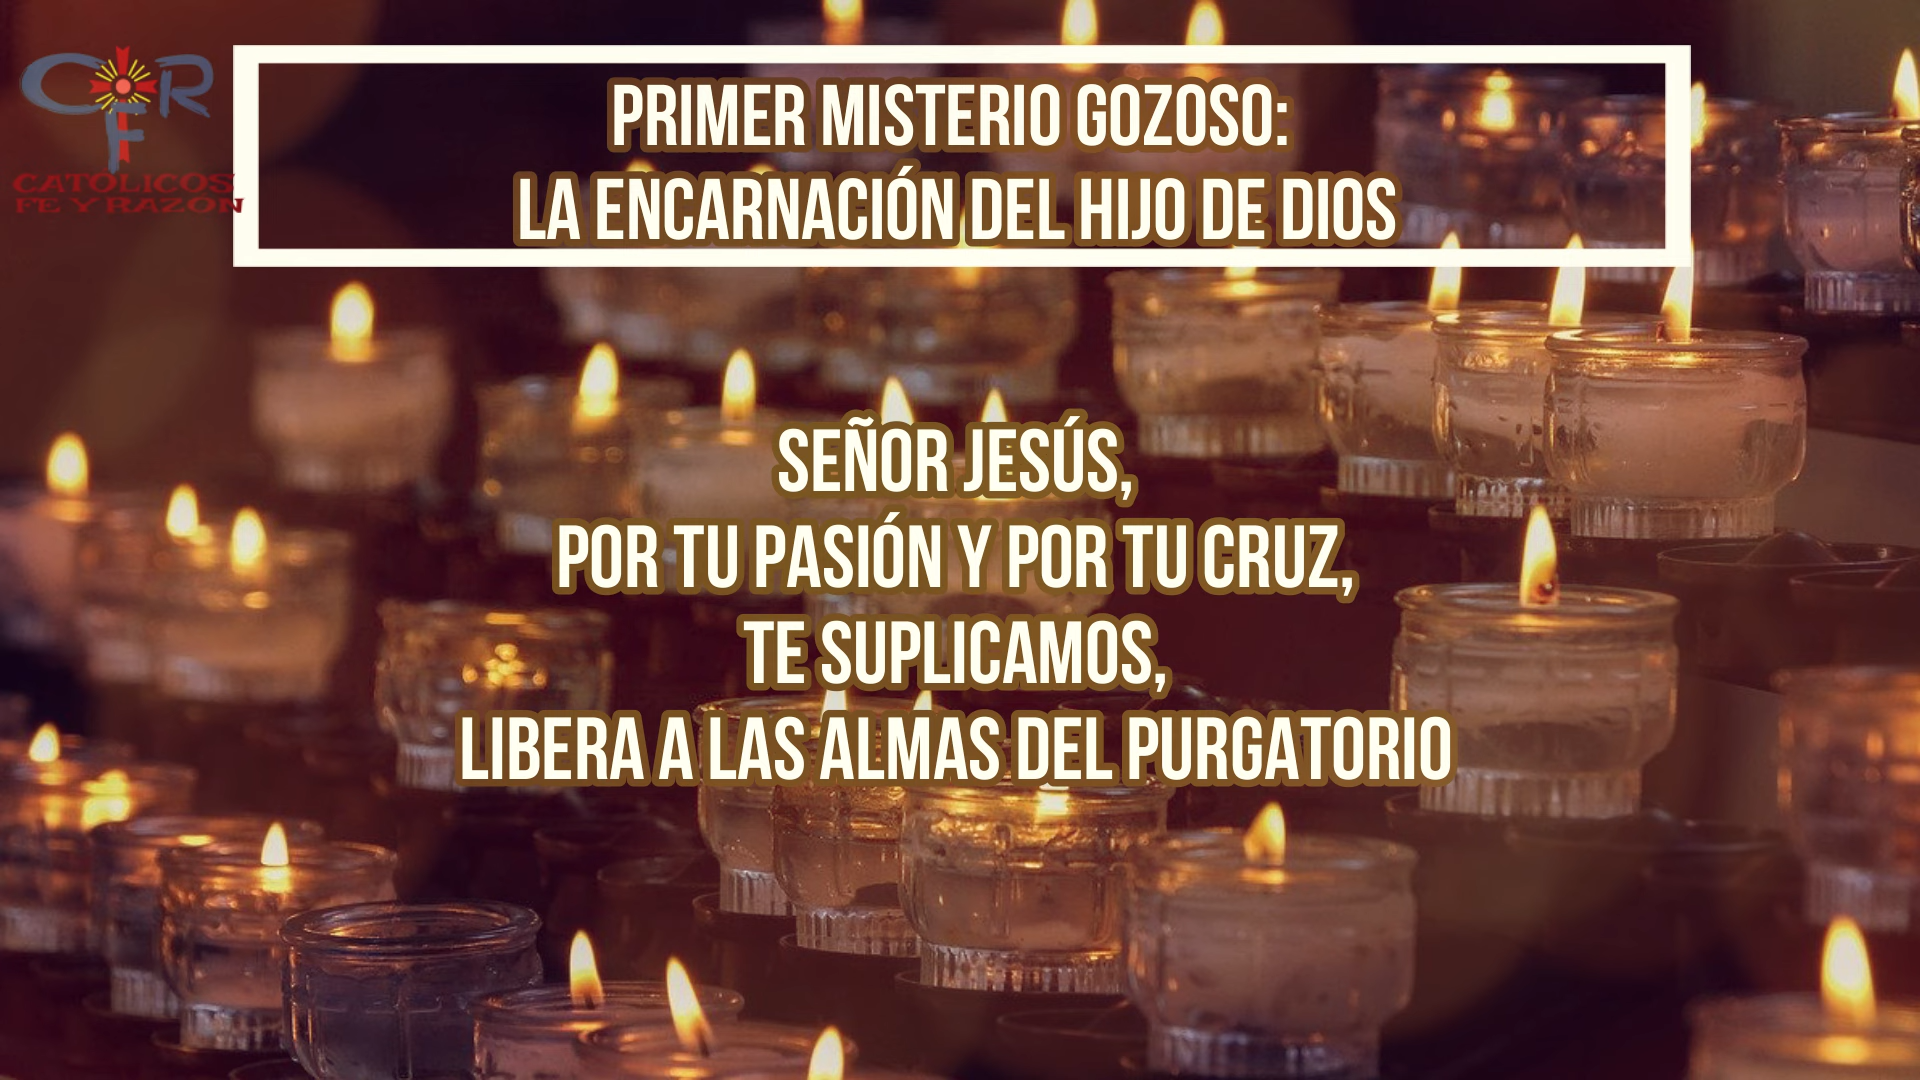 CFR
CATÓLICOS
FE Y RAZÓN
PRIMER MISTERIO GOZOSO:
LA ENCARNACIÓN DEL HIJO DE DIOS
SEÑOR JESÚS,
POR TU PASIÓN Y POR TU CRUZ,
TE SUPLICAMOS,
LIBERA A LAS ALMAS DEL PURGATORIO